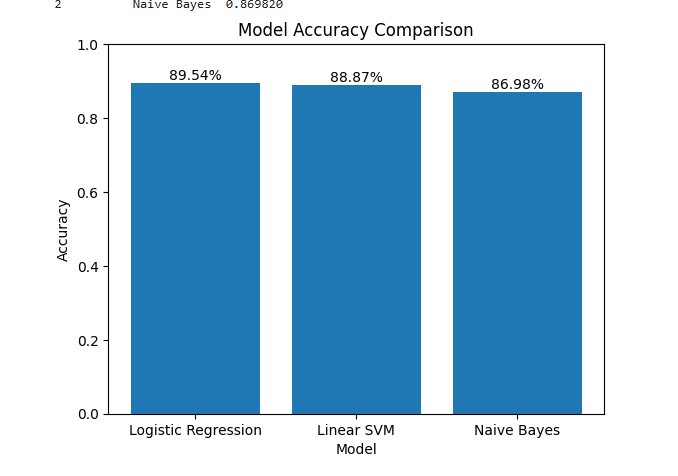 2 Naive Bayes 0.869820
Model Accuracy Comparison
1.0
0.8
0.6
0.4
0.2
0.0
Accuracy
89.54% 88.87% 86.98%
Logistic Regression Linear SVM Naive Bayes
Model